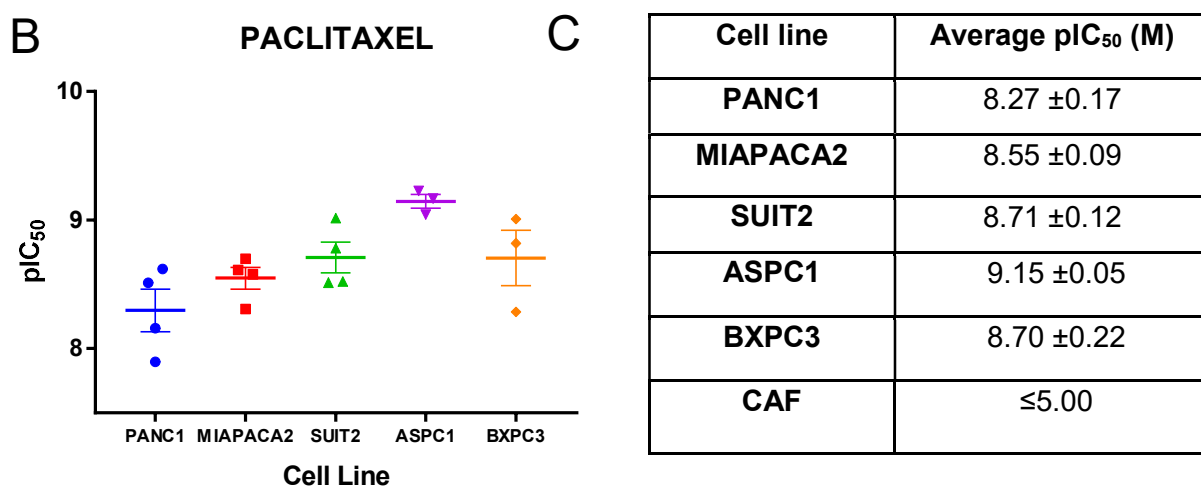 B
PACLITAXEL
10
9
8
pIC₅₀
PANC1 MIAPACA2 SUIT2 ASPC1 BXPC3
Cell Line
C
Cell line Average pIC₅₀ (M)
PANC1 8.27 ±0.17
MIAPACA2 8.55 ±0.09
SUIT2 8.71 ±0.12
ASPC1 9.15 ±0.05
BXPC3 8.70 ±0.22
CAF ≤5.00